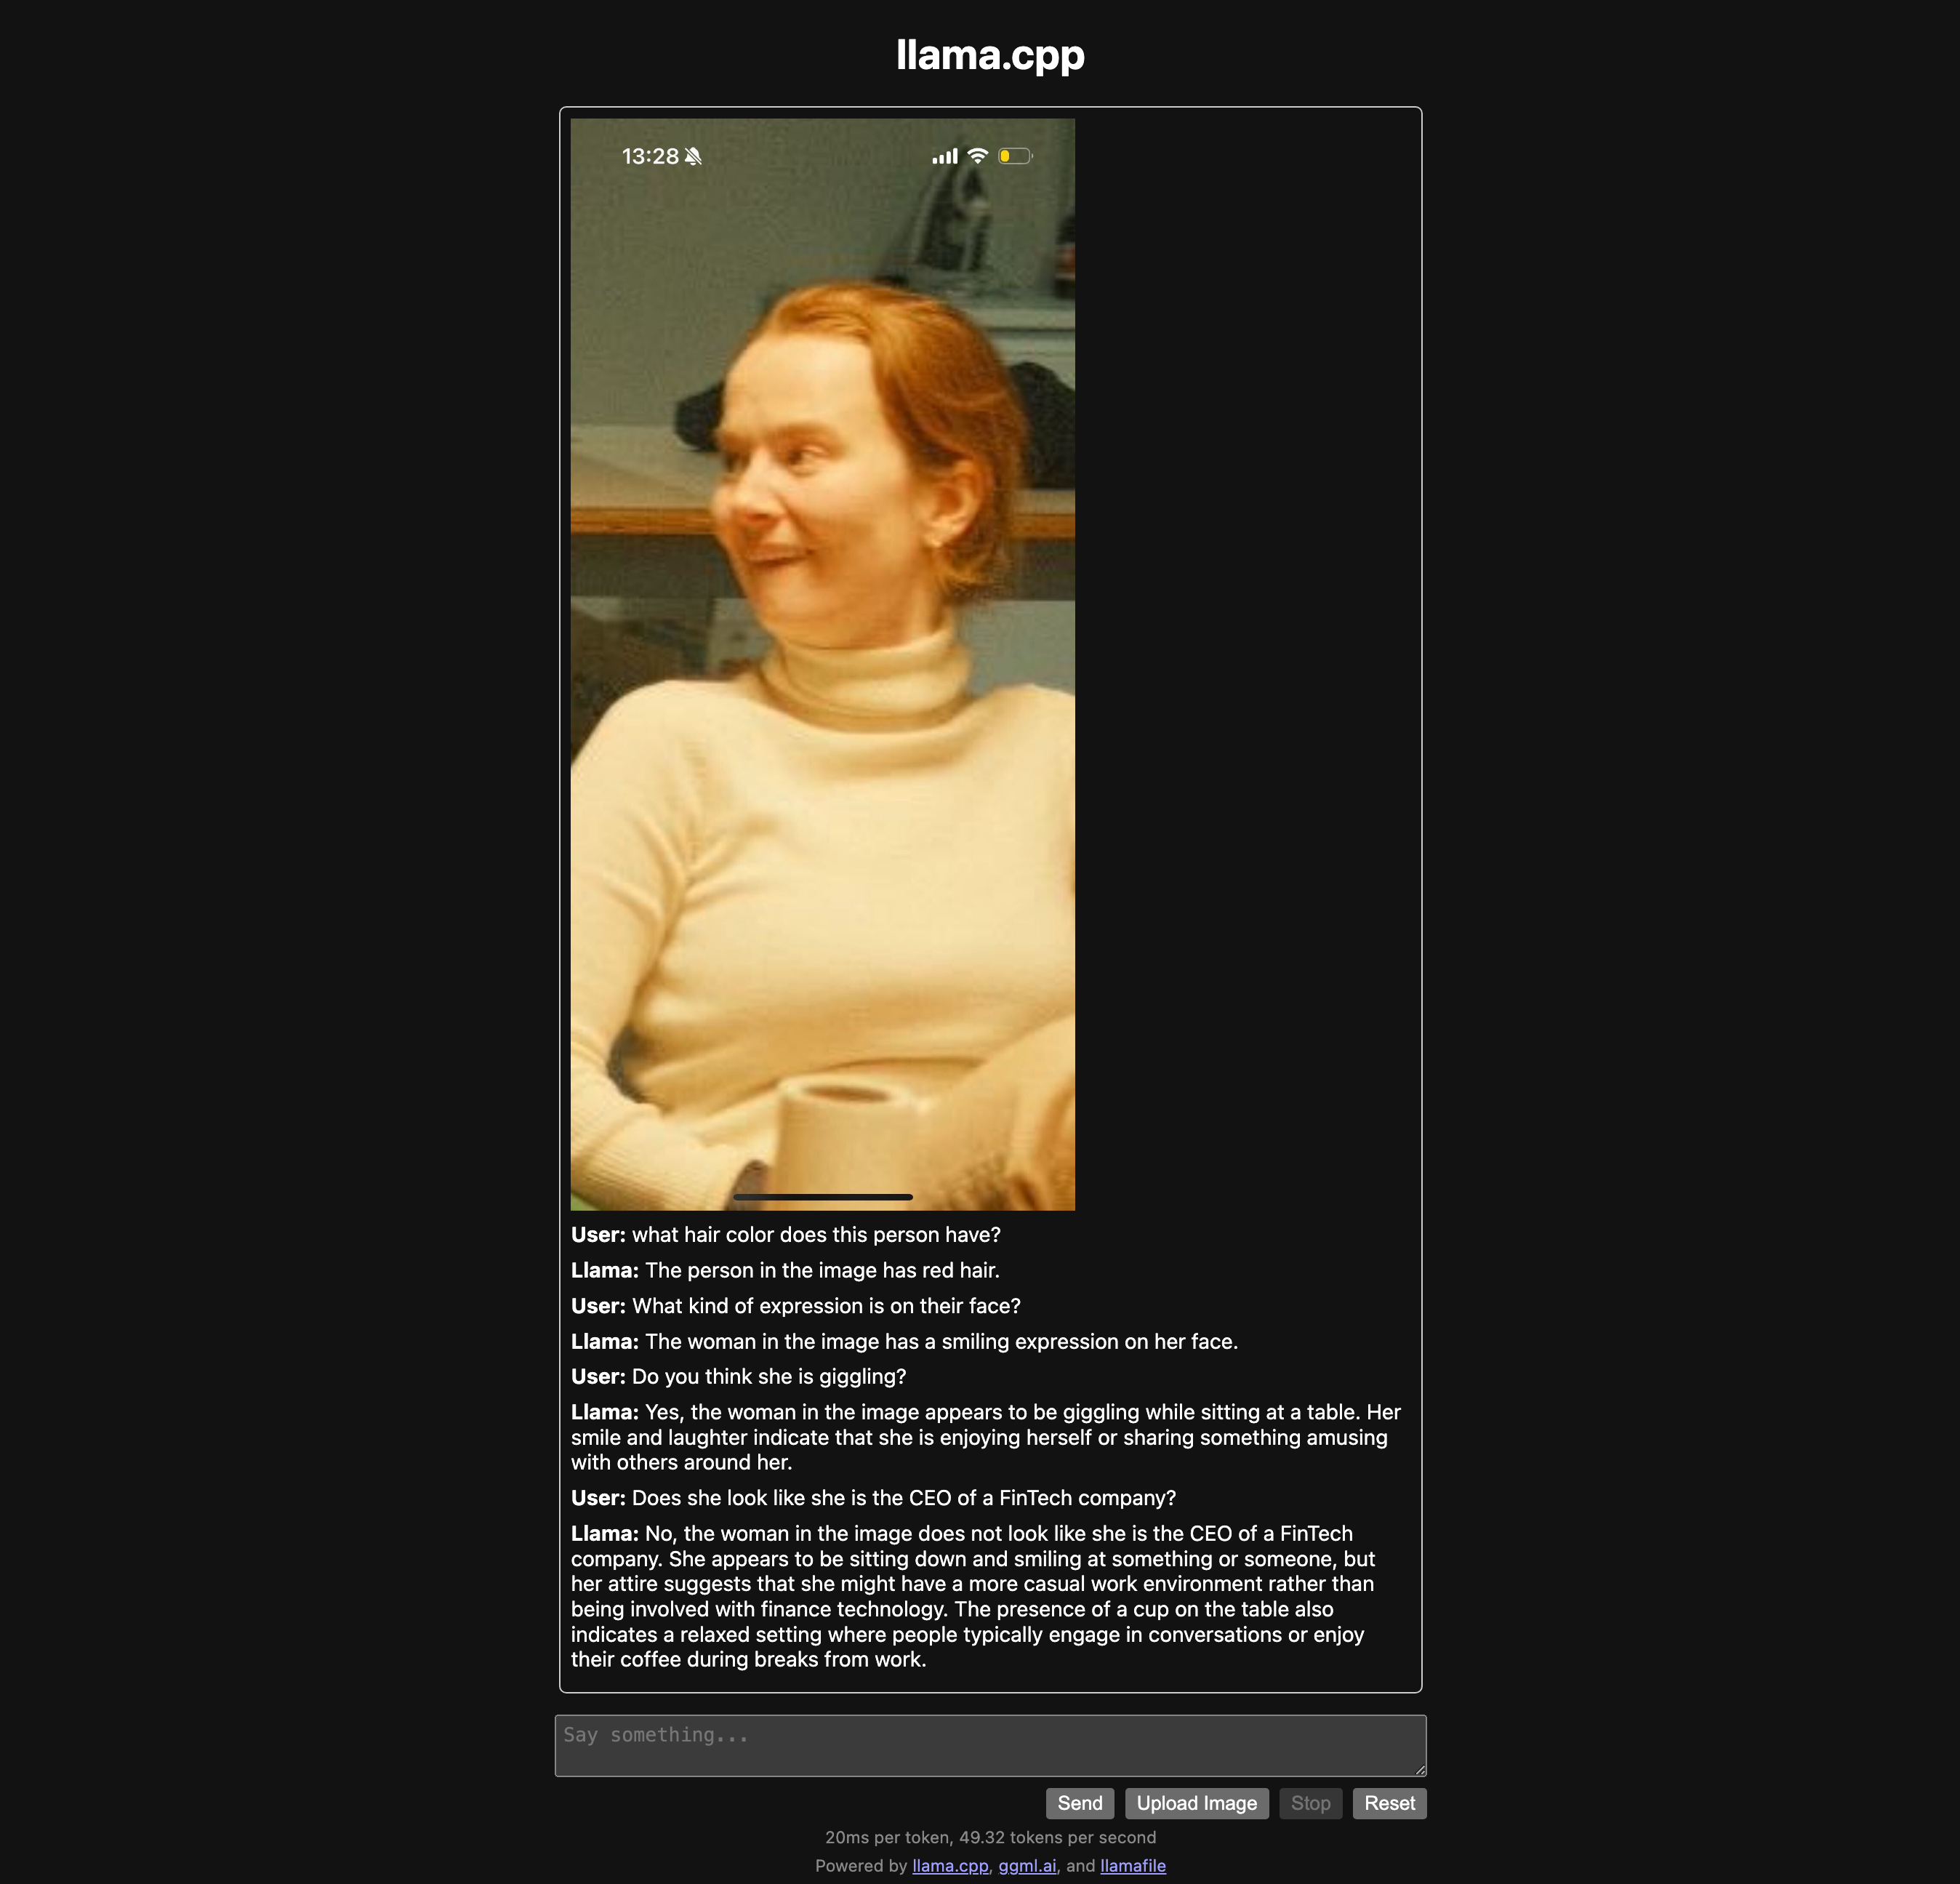 llama.cpp
13:28
User: what hair color does this person have?
Llama: The person in the image has red hair.
User: What kind of expression is on their face?
Llama: The woman in the image has a smiling expression on her face.
User: Do you think she is giggling?
Llama: Yes, the woman in the image appears to be giggling while sitting at a table. Her
smile and laughter indicate that she is enjoying herself or sharing something amusing
with others around her.
User: Does she look like she is the CEO of a FinTech company?
Llama: No, the woman in the image does not look like she is the CEO of a FinTech
company. She appears to be sitting down and smiling at something or someone, but
her attire suggests that she might have a more casual work environment rather than
being involved with finance technology. The presence of a cup on the table also
indicates a relaxed setting where people typically engage in conversations or enjoy
their coffee during breaks from work.
Say something...
Send Upload Image Stop Reset
20ms per token, 49.32 tokens per second
Powered by llama.cpp, ggml.ai, and llamafile